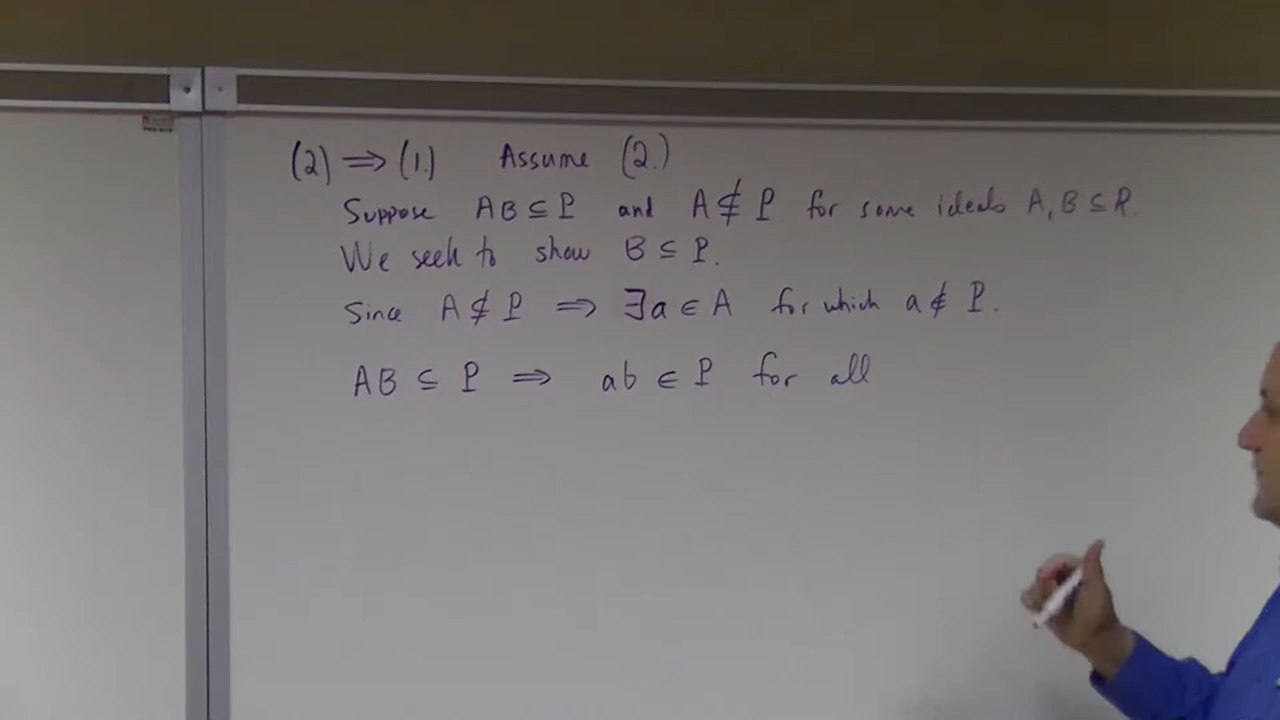 (2) ⟹ (1.) Assume (2.)
Suppose AB ⊆ P and A ⊈ P for some ideals A, B ⊆ R.
We seek to show B ⊆ P.
Since A ⊄ P ⟹ ∃a ∈ A for which a ∉ P.
AB ⊆ P ⟹ ab ∈ P for all